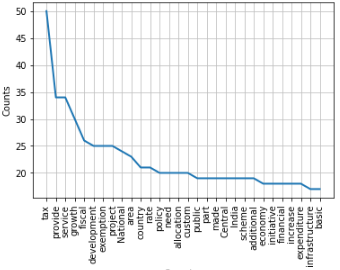 50
45
40
35
30
25
20
Counts
tax
provide
service
growth
fiscal
development
exemption
project
National
area
country
rate
policy
need
allocation
custom
public
part
made
Central
India
scheme
additional
economy
initiative
financial
increase
expenditure
infrastructure
basic